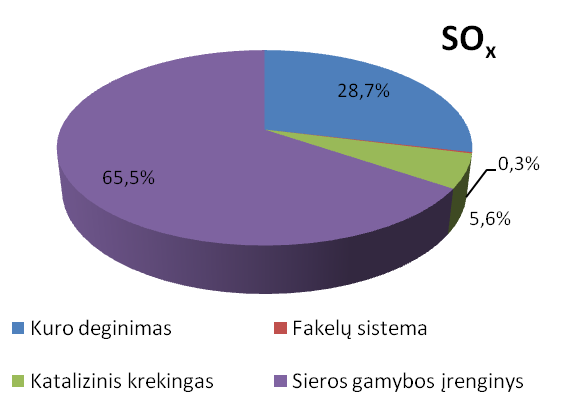 SOx
28,7%
0,3%
65,5%
5,6%
Kuro deginimas
Fakelų sistema
Katalizinis krekingas
Sieros gamybos įrenginys